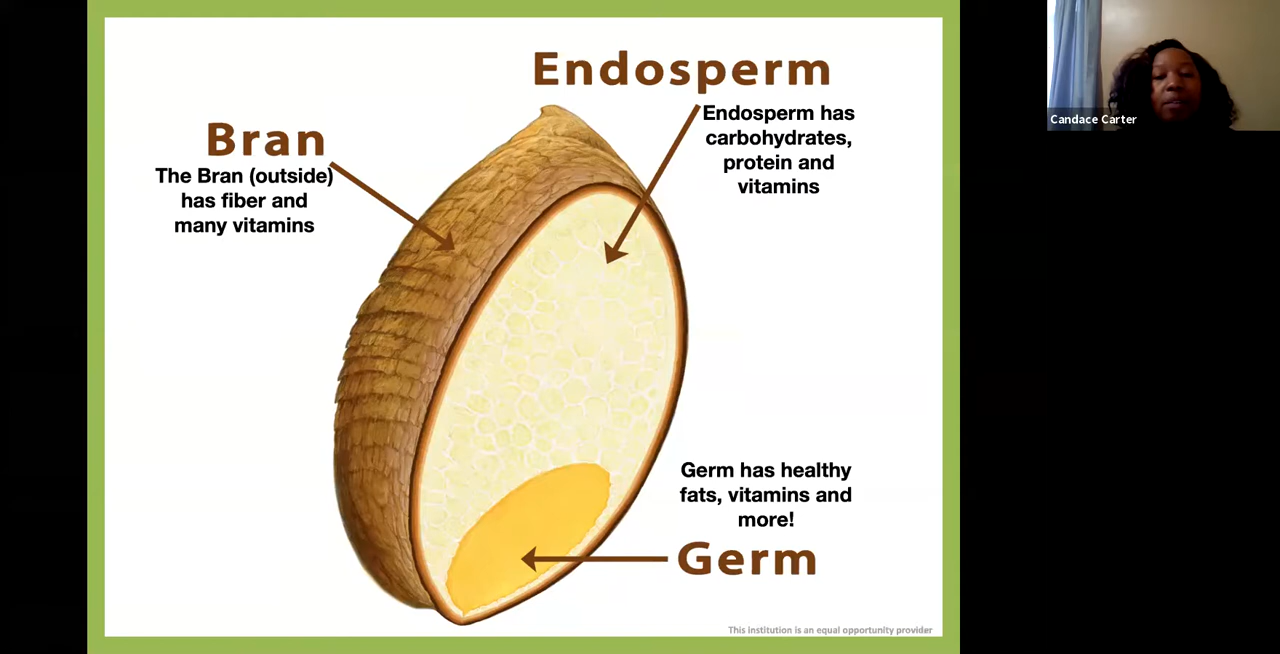 Endosperm
Endosperm has
carbohydrates,
protein and
vitamins
Bran
The Bran (outside)
has fiber and
many vitamins
Germ has healthy
fats, vitamins and
more!
Germ
This institution is an equal opportunity provider
Candace Carter